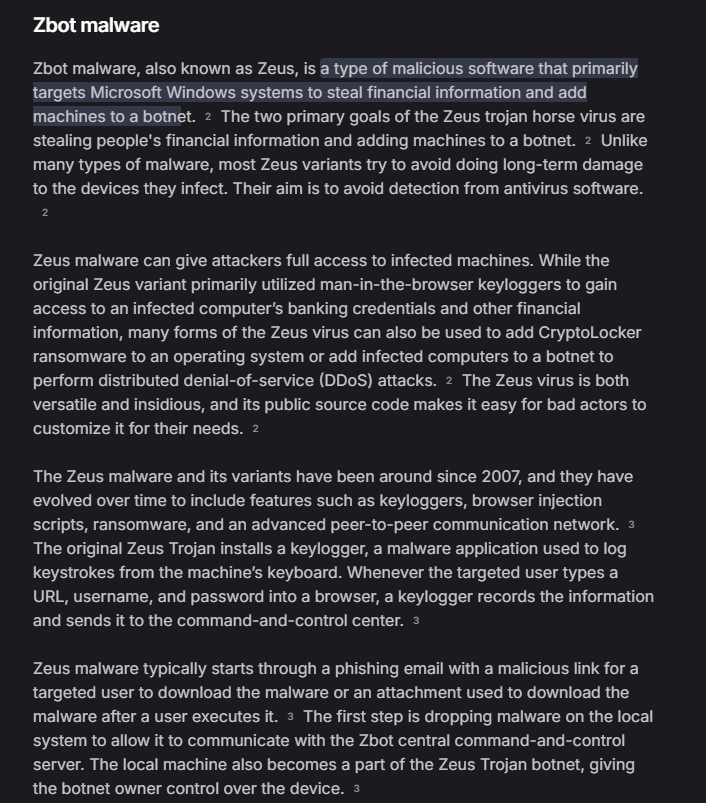 Zbot malware
Zbot malware, also known as Zeus, is a type of malicious software that primarily
targets Microsoft Windows systems to steal financial information and add
machines to a botnet. 2 The two primary goals of the Zeus trojan horse virus are
stealing people's financial information and adding machines to a botnet. 2 Unlike
many types of malware, most Zeus variants try to avoid doing long-term damage
to the devices they infect. Their aim is to avoid detection from antivirus software.
2
Zeus malware can give attackers full access to infected machines. While the
original Zeus variant primarily utilized man-in-the-browser keyloggers to gain
access to an infected computer’s banking credentials and other financial
information, many forms of the Zeus virus can also be used to add CryptoLocker
ransomware to an operating system or add infected computers to a botnet to
perform distributed denial-of-service (DDoS) attacks. 2 The Zeus virus is both
versatile and insidious, and its public source code makes it easy for bad actors to
customize it for their needs. 2
The Zeus malware and its variants have been around since 2007, and they have
evolved over time to include features such as keyloggers, browser injection
scripts, ransomware, and an advanced peer-to-peer communication network. 3
The original Zeus Trojan installs a keylogger, a malware application used to log
keystrokes from the machine’s keyboard. Whenever the targeted user types a
URL, username, and password into a browser, a keylogger records the information
and sends it to the command-and-control center. 3
Zeus malware typically starts through a phishing email with a malicious link for a
targeted user to download the malware or an attachment used to download the
malware after a user executes it. 3 The first step is dropping malware on the local
system to allow it to communicate with the Zbot central command-and-control
server. The local machine also becomes a part of the Zeus Trojan botnet, giving
the botnet owner control over the device. 3